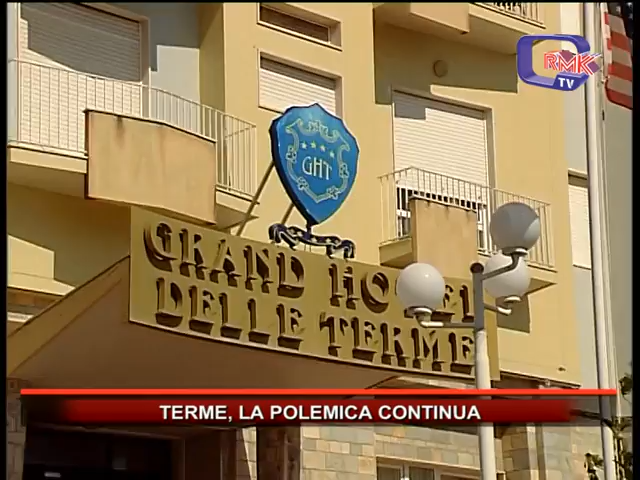 RMK
TV
GHT
GRAND HOTEL
DELLE TERME
TERME, LA POLEMICA CONTINUA